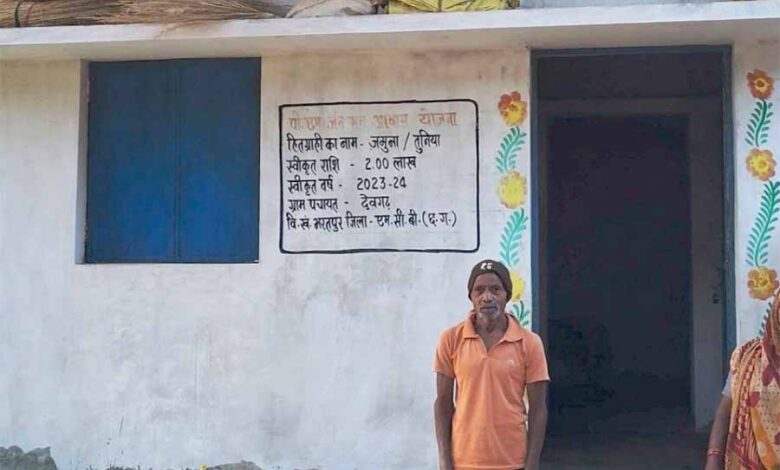 पी.एम. जन मन आवास योजना
हितग्राही का नाम - जमुना / तुनिया
स्वीकृत राशि - 2.00 लाख
स्वीकृत वर्ष - 2023-24
ग्राम पंचायत - देवगढ़
वि.खं. भरतपुर जिला - एम.सी.बी.-(छ.ग.)